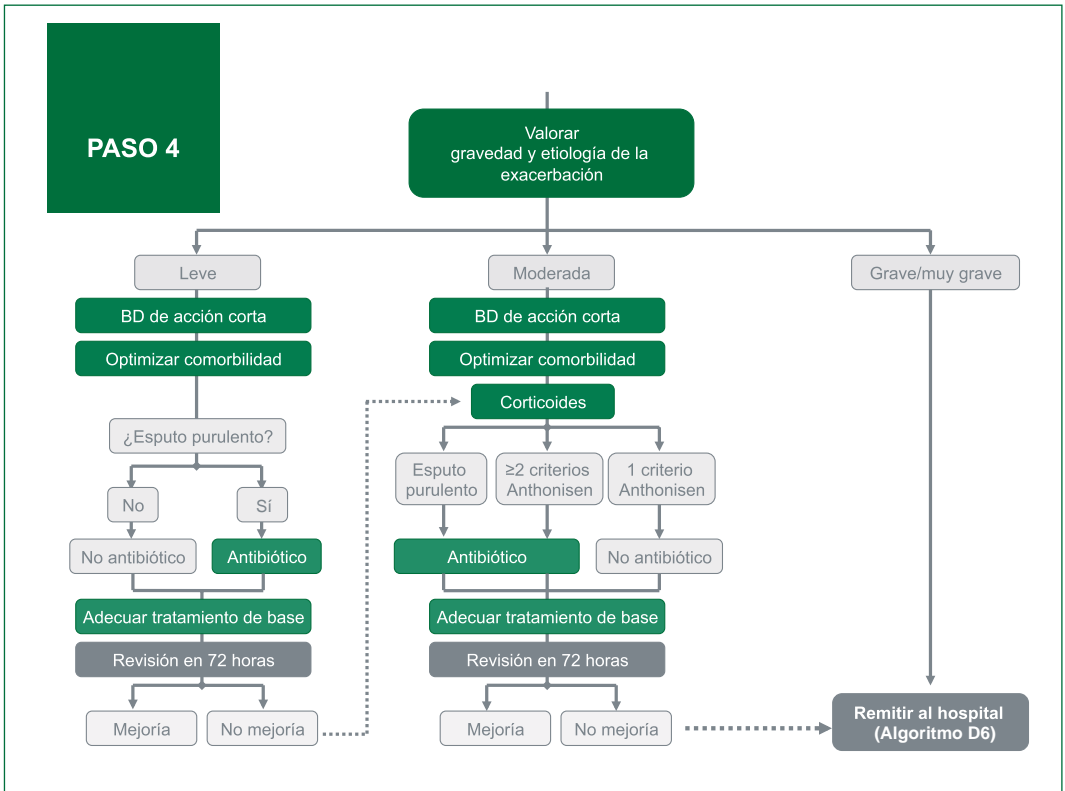 PASO 4
Valorar
gravedad y etiología de la
exacerbación
Leve
Moderada
Grave/muy grave
BD de acción corta
BD de acción corta
Optimizar comorbilidad
Optimizar comorbilidad
Corticoides
¿Esputo purulento?
Esputo
purulento
≥2 criterios
Anthonisen
1 criterio
Anthonisen
No
Sí
No antibiótico
Antibiótico
Antibiótico
No antibiótico
Adecuar tratamiento de base
Adecuar tratamiento de base
Revisión en 72 horas
Revisión en 72 horas
Mejoría
No mejoría
Mejoría
No mejoría
Remitir al hospital
(Algoritmo D6)